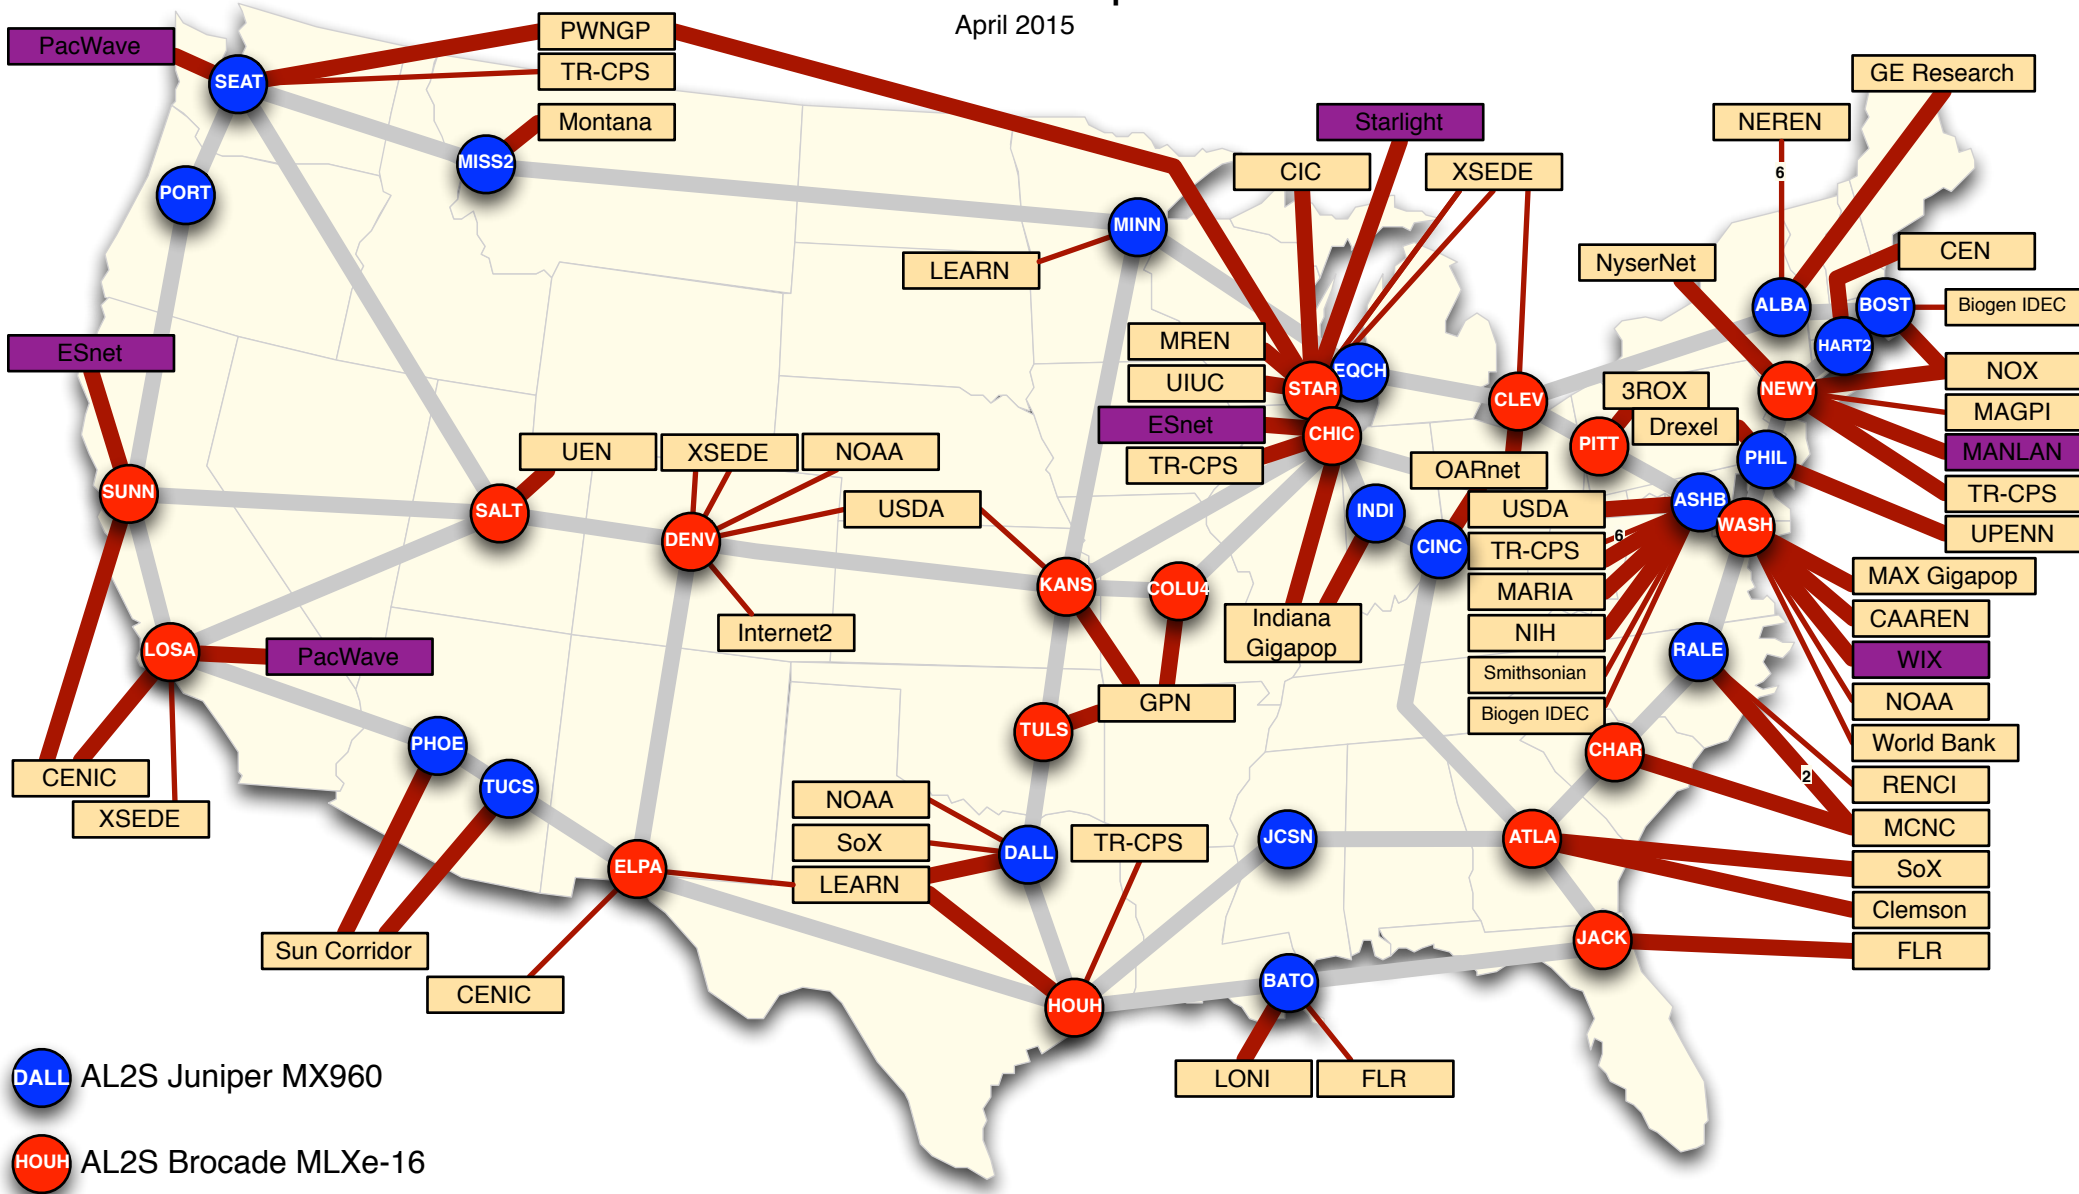 April 2015
PacWave
PWNGP
SEAT
TR-CPS
GE Research
Montana
Starlight
NEREN
MISS2
CIC
XSEDE
6
PORT
MINN
LEARN
NyserNet
CEN
ALBA
BOST
Biogen IDEC
HART2
ESnet
MREN
EQCH
NOX
UIUC
STAR
CLEV
3ROX
NEWY
MAGPI
ESnet
CHIC
Drexel
PITT
MANLAN
UEN
XSEDE
NOAA
TR-CPS
OARnet
PHIL
SUNN
SALT
USDA
INDI
USDA
ASHB
TR-CPS
DENV
CINC
6
WASH
UPENN
TR-CPS
KANS
COLU4
MARIA
MAX Gigapop
Internet2
Indiana
Gigapop
NIH
CAAREN
LOSA
PacWave
Smithsonian
RALE
WIX
GPN
Biogen IDEC
NOAA
TULS
CHAR
World Bank
PHOE
CENIC
TUCS
2
RENCI
XSEDE
NOAA
MCNC
SoX
DALL
TR-CPS
JCSN
ATLA
ELPA
LEARN
SoX
Clemson
Sun Corridor
JACK
FLR
CENIC
HOUH
BATO
LONI
FLR
DALL AL2S Juniper MX960
HOUH AL2S Brocade MLXe-16